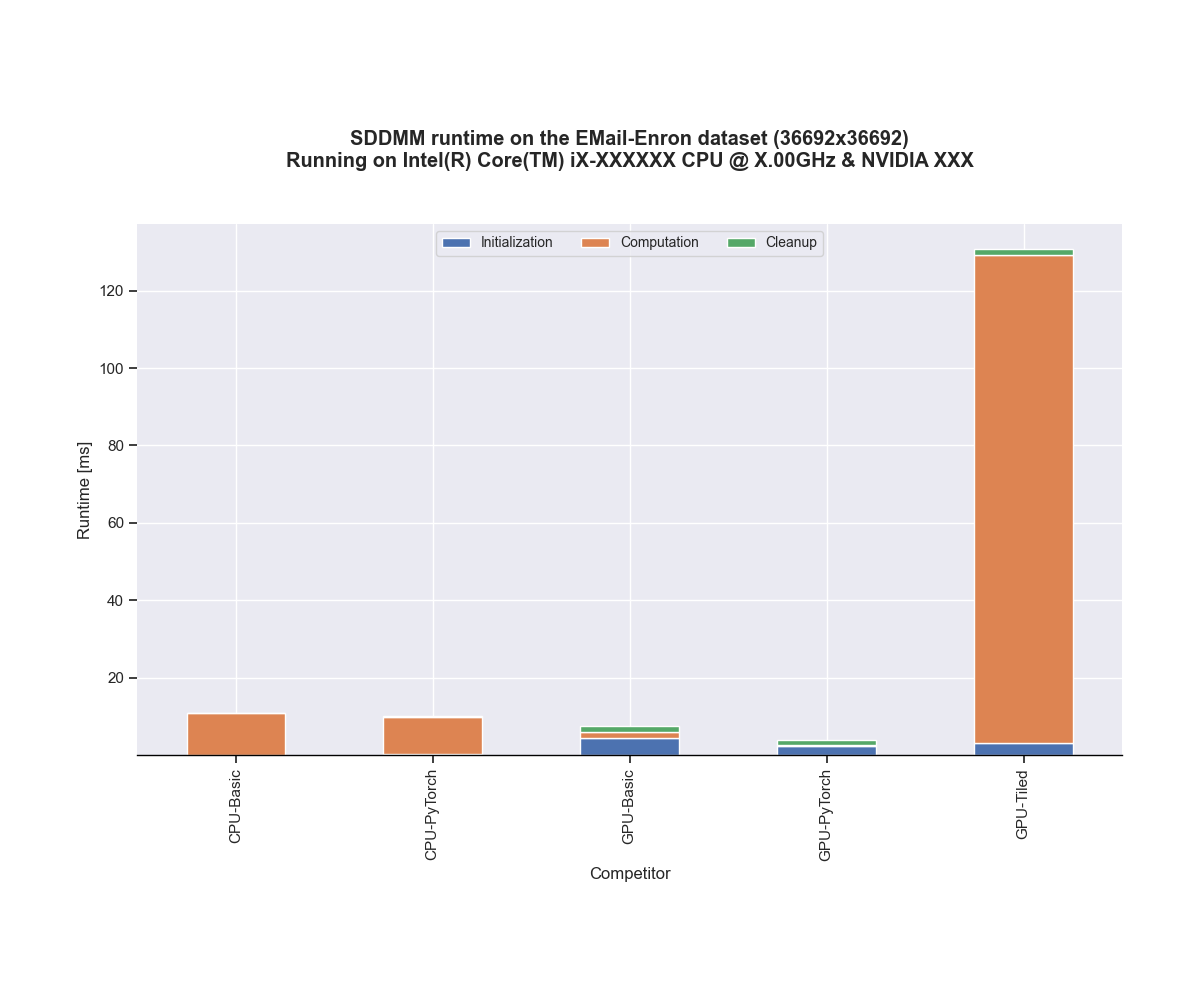 SDDMM runtime on the EMail-Enron dataset (36692x36692)
Running on Intel(R) Core(TM) iX-XXXXXX CPU @ X.00GHz & NVIDIA XXX
Initialization Computation Cleanup
120
100
80
60
40
20
Runtime [ms]
CPU-Basic
CPU-PyTorch
GPU-Basic
GPU-PyTorch
GPU-Tiled
Competitor